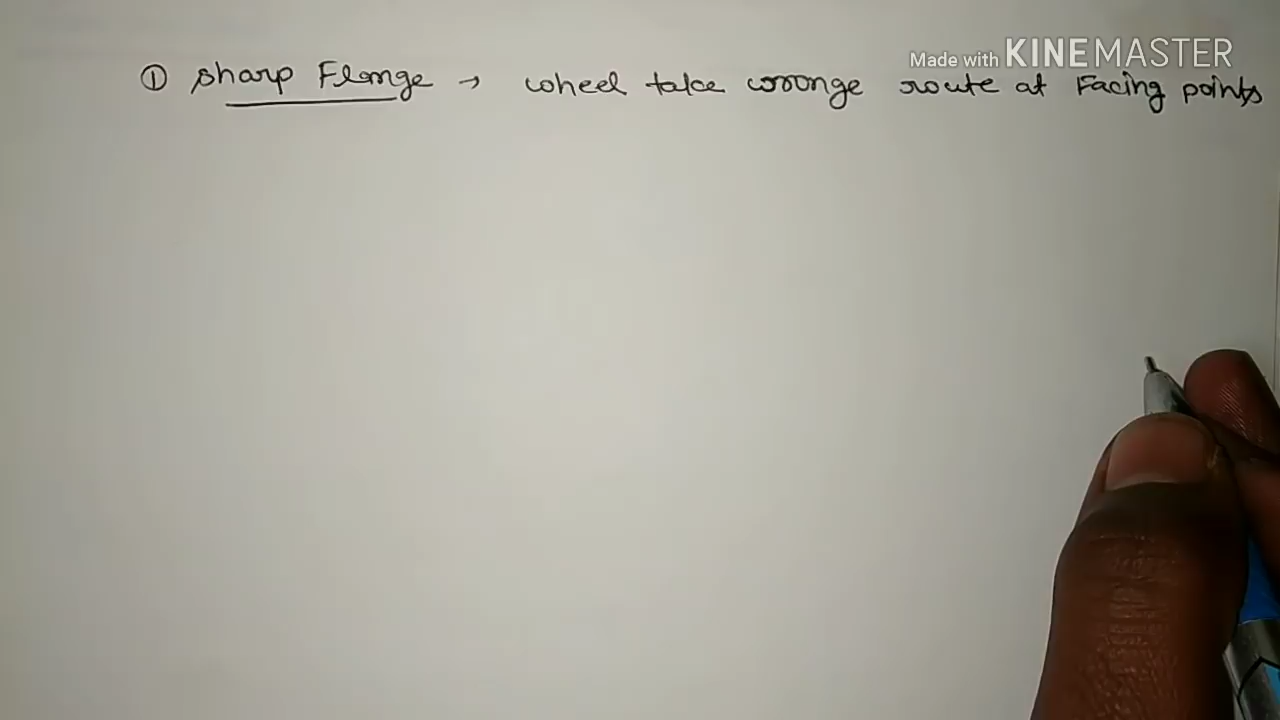 Made with KINEMASTER
① sharp Flange → wheel take wronge route at Facing points